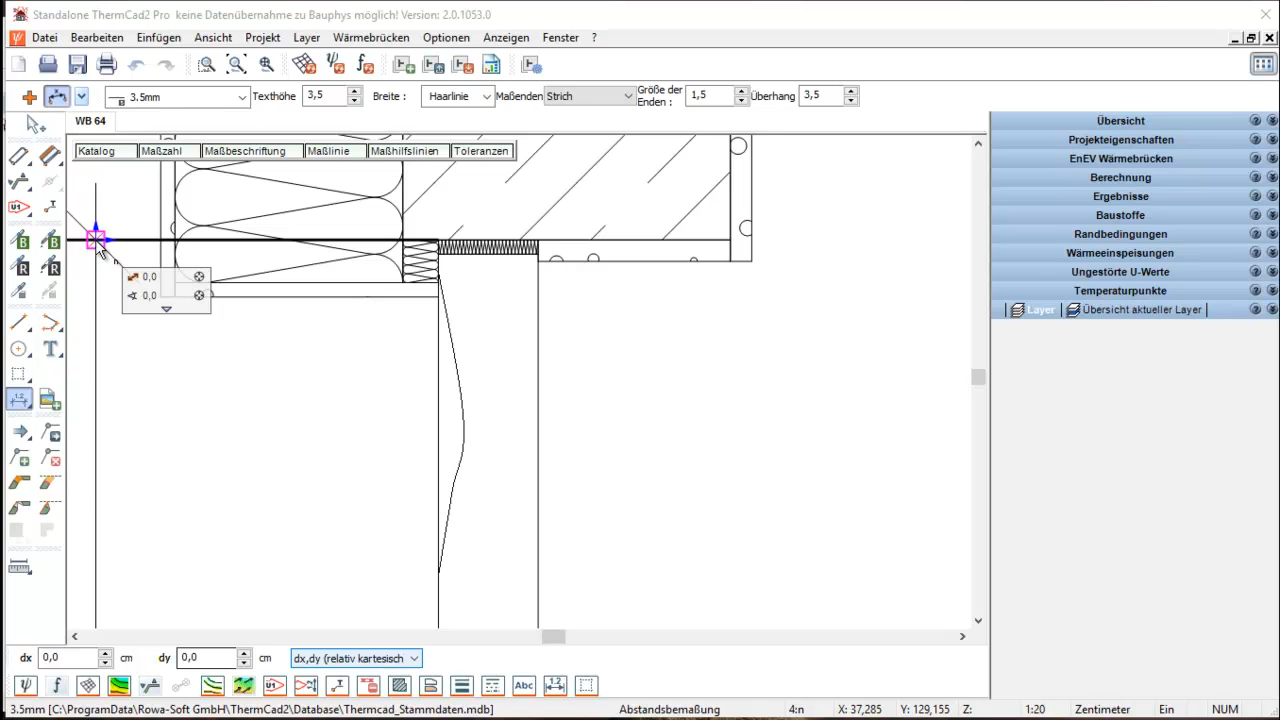 Standalone ThermCad2 Pro  keine Datenübernahme zu Bauphys möglich! Version: 2.0.1053.0
Datei Bearbeiten Einfügen Ansicht Projekt Layer Wärmebrücken Optionen Anzeigen Fenster ?
3.5mm Texthöhe 3,5 Breite : Haarlinie Maßenden Strich Größe der Enden : 1,5 Überhang 3,5
WB 64
Katalog Maßzahl Maßbeschriftung Maßlinie Maßhilfslinien Toleranzen
Übersicht
Projekteigenschaften
EnEV Wärmebrücken
Berechnung
Ergebnisse
Baustoffe
Randbedingungen
Wärmeeinspeisungen
Ungestörte U-Werte
Temperaturpunkte
Layer Übersicht aktueller Layer
0,0
0,0
dx 0,0 cm dy 0,0 cm dx,dy (relativ kartesisch
3.5mm [C:\ProgramData\Rowa-Soft GmbH\ThermCad2\Database\Thermcad_Stammdaten.mdb] Abstandsbemaßung 4:n X: 37,285 Y: 129,155 Z: 1:20 Zentimeter Ein NUM